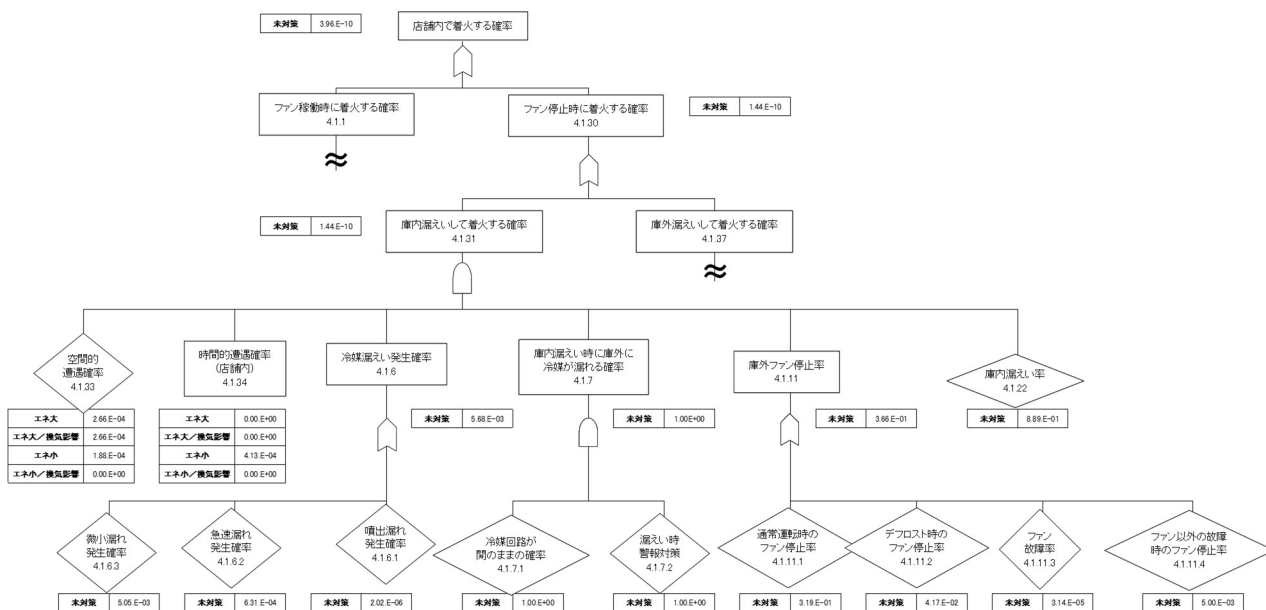 未対策 3.96.E-10
店舗内で着火する確率
ファン稼働時に着火する確率
4.1.1
ファン停止時に着火する確率
4.1.30
未対策 1.44.E-10
未対策 1.44.E-10
庫内漏えいして着火する確率
4.1.31
庫外漏えいして着火する確率
4.1.37
空間的
遭遇確率
4.1.33
時間的遭遇確率
(店舗内)
4.1.34
冷媒漏えい発生確率
4.1.6
庫内漏えい時に庫外に
冷媒が漏れる確率
4.1.7
庫外ファン停止率
4.1.11
庫内漏えい率
4.1.22
エネ大 2.66.E-04
エネ大/換気影響 2.66.E-04
エネ小 1.88.E-04
エネ小/換気影響 0.00.E+00
エネ大 0.00.E+00
エネ大/換気影響 0.00.E+00
エネ小 4.13.E-04
エネ小/換気影響 0.00.E+00
未対策 5.68.E-03
未対策 1.00E+00
未対策 3.66.E-01
未対策 8.89.E-01
微小漏れ
発生確率
4.1.6.3
急速漏れ
発生確率
4.1.6.2
噴出漏れ
発生確率
4.1.6.1
冷媒回路が
開のままの確率
4.1.7.1
漏えい時
警報対策
4.1.7.2
通常運転時の
ファン停止率
4.1.11.1
デフロスト時の
ファン停止率
4.1.11.2
ファン
故障率
4.1.11.3
ファン以外の故障
時のファン停止率
4.1.11.4
未対策 5.05.E-03
未対策 6.31.E-04
未対策 2.02.E-06
未対策 1.00.E+00
未対策 1.00E+00
未対策 3.19.E-01
未対策 4.17.E-02
未対策 3.14.E-05
未対策 5.00.E-03